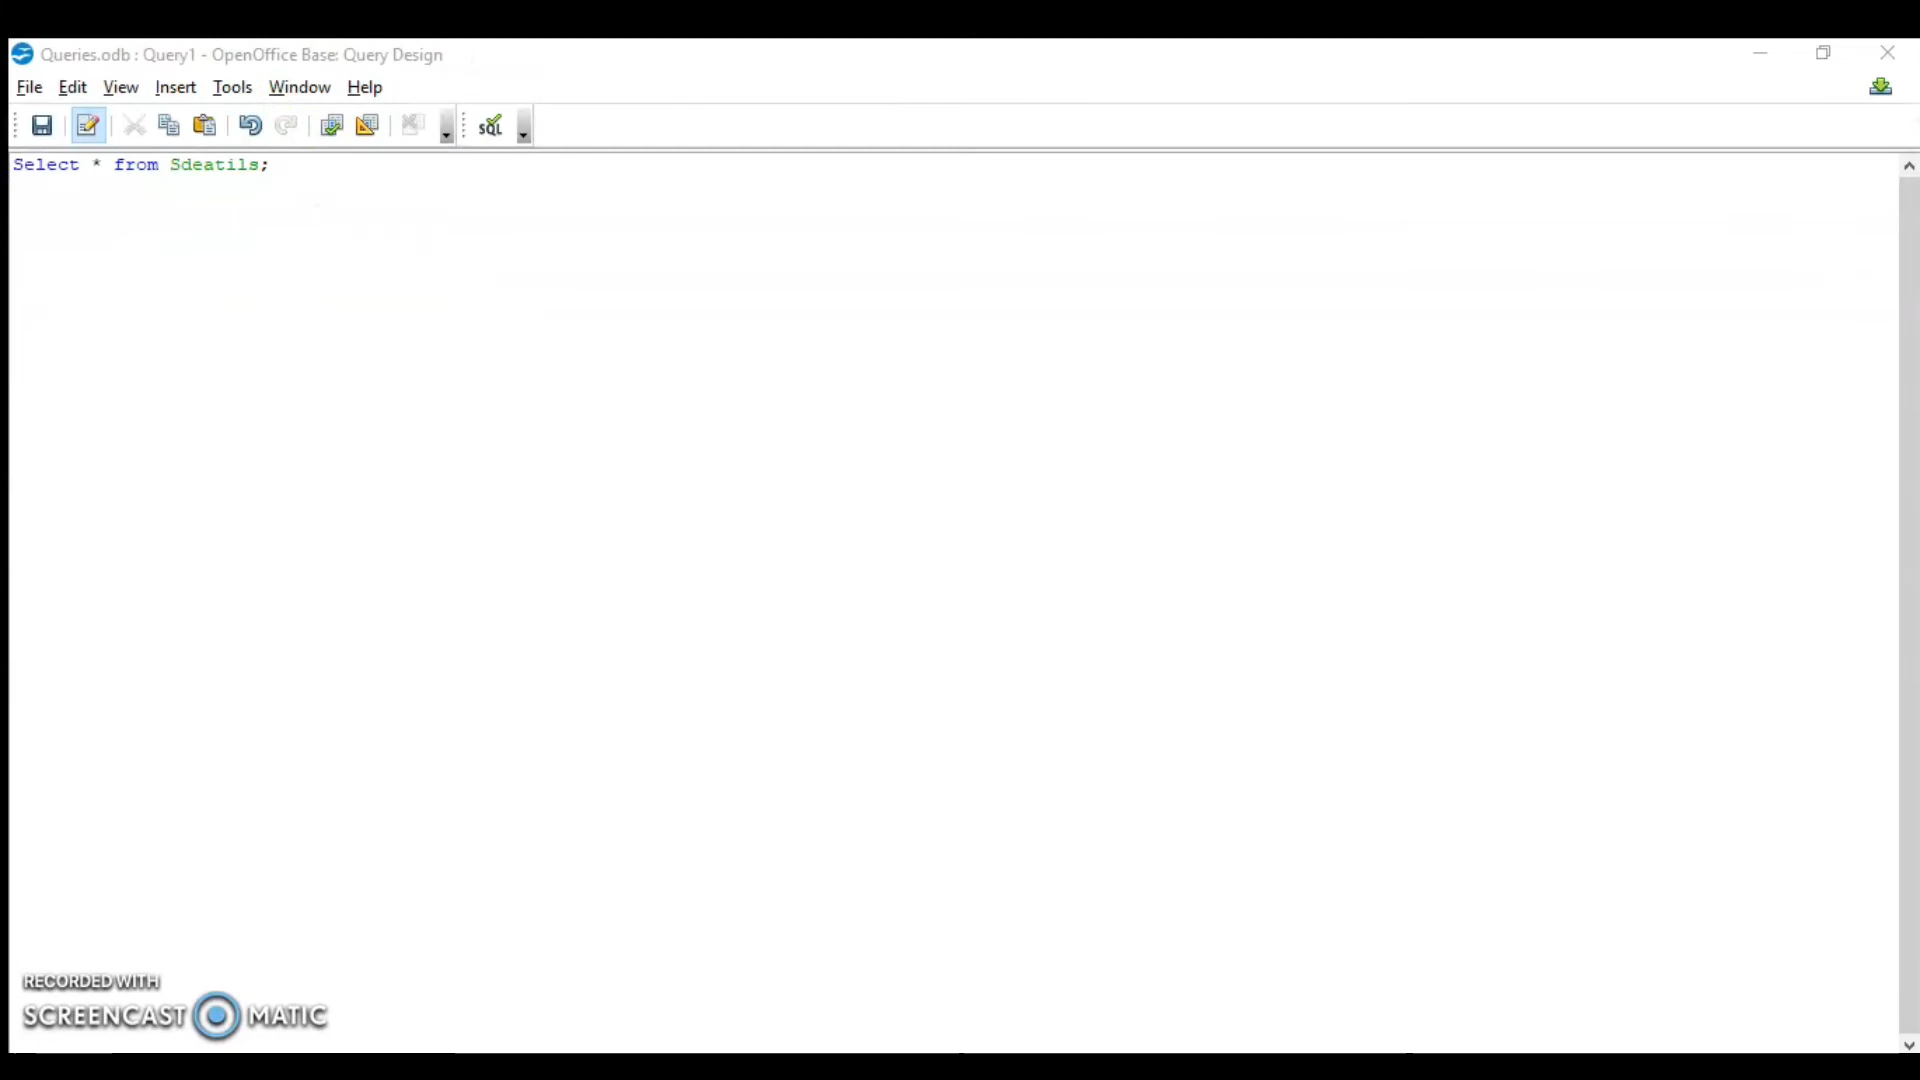 Queries.odb : Query1 - OpenOffice Base: Query Design
File Edit View Insert Tools Window Help
SQL
Select * from Sdeatils;
RECORDED WITH
SCREENCAST MATIC